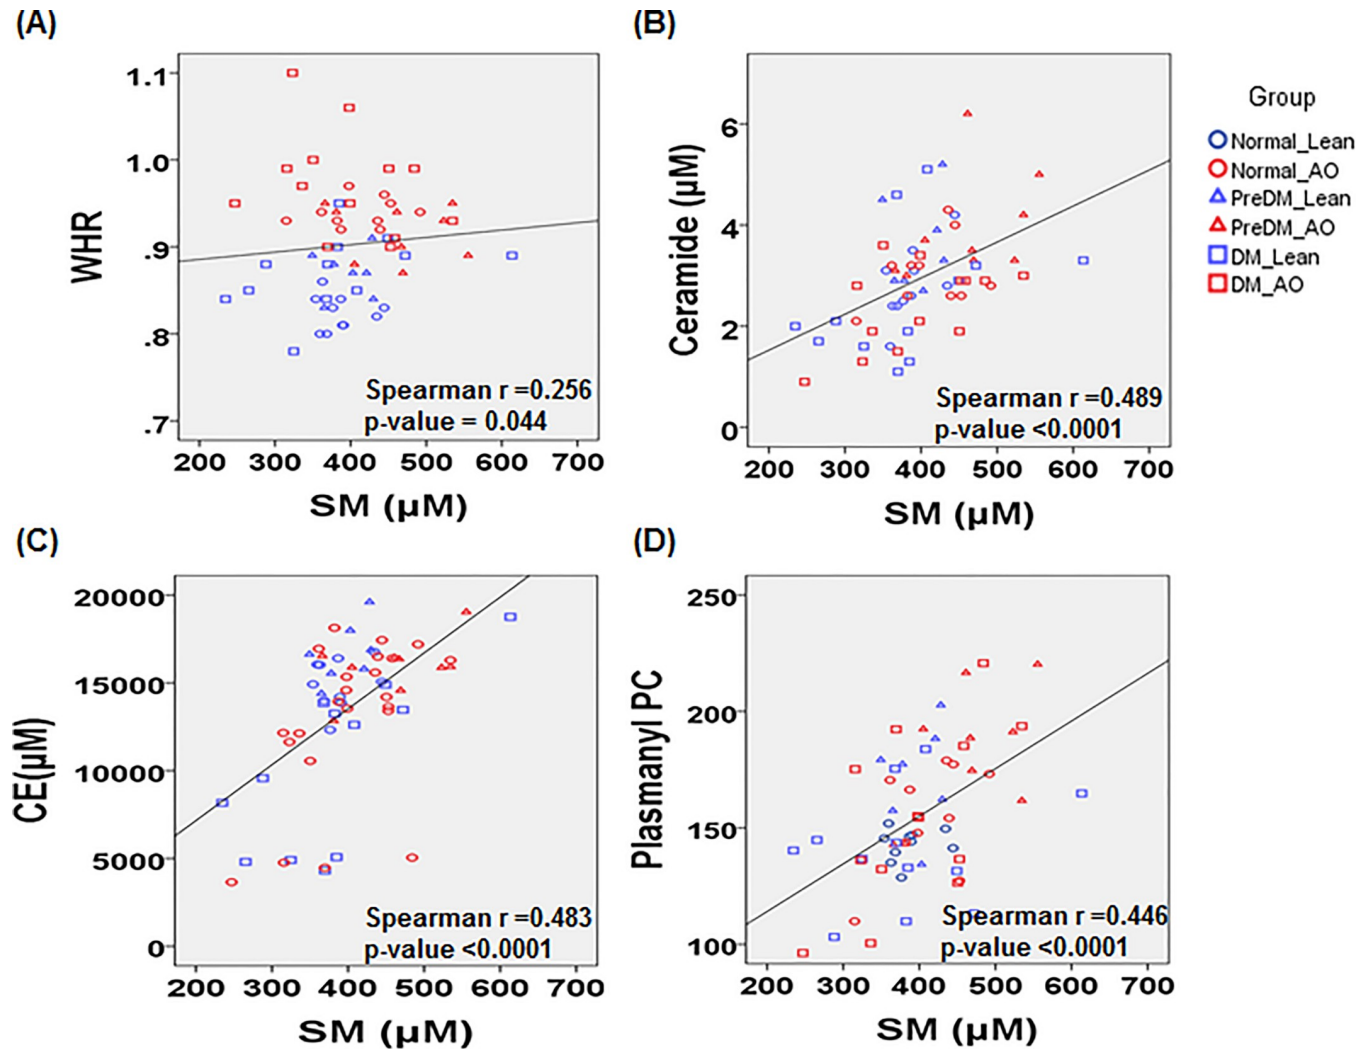 (A)
1.1
1.0
.9
.8
.7
WHR
Spearman r =0.256
p-value = 0.044
200 300 400 500 600 700
SM (µM)
(B)
6
4
2
0
Ceramide (µM)
Spearman r =0.489
p-value <0.0001
200 300 400 500 600 700
SM (µM)
Group
Normal_Lean
Normal_AO
PreDM_Lean
PreDM_AO
DM_Lean
DM_AO
(C)
20000
15000
10000
5000
0
CE(µM)
Spearman r =0.483
p-value <0.0001
200 300 400 500 600 700
SM (µM)
(D)
250
200
150
100
Plasmanyl PC
Spearman r =0.446
p-value <0.0001
200 300 400 500 600 700
SM (µM)